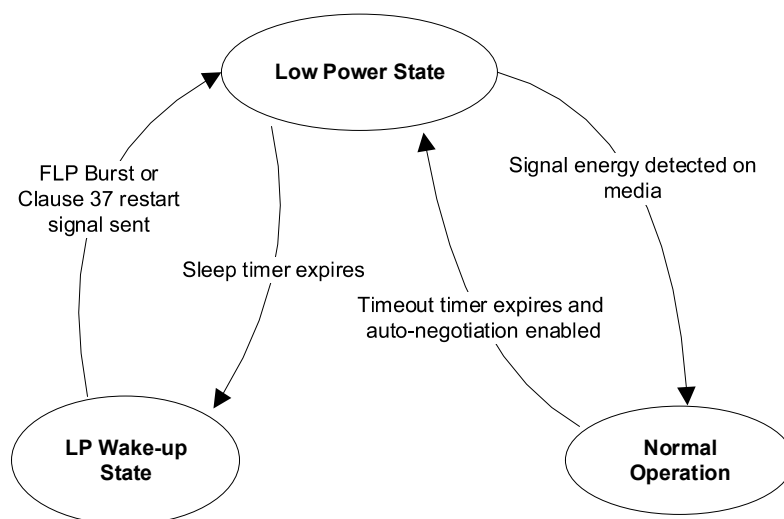 Low Power State
FLP Burst or
Clause 37 restart
signal sent
Signal energy detected on
media
Sleep timer expires
Timeout timer expires and
auto-negotiation enabled
LP Wake-up
State
Normal
Operation